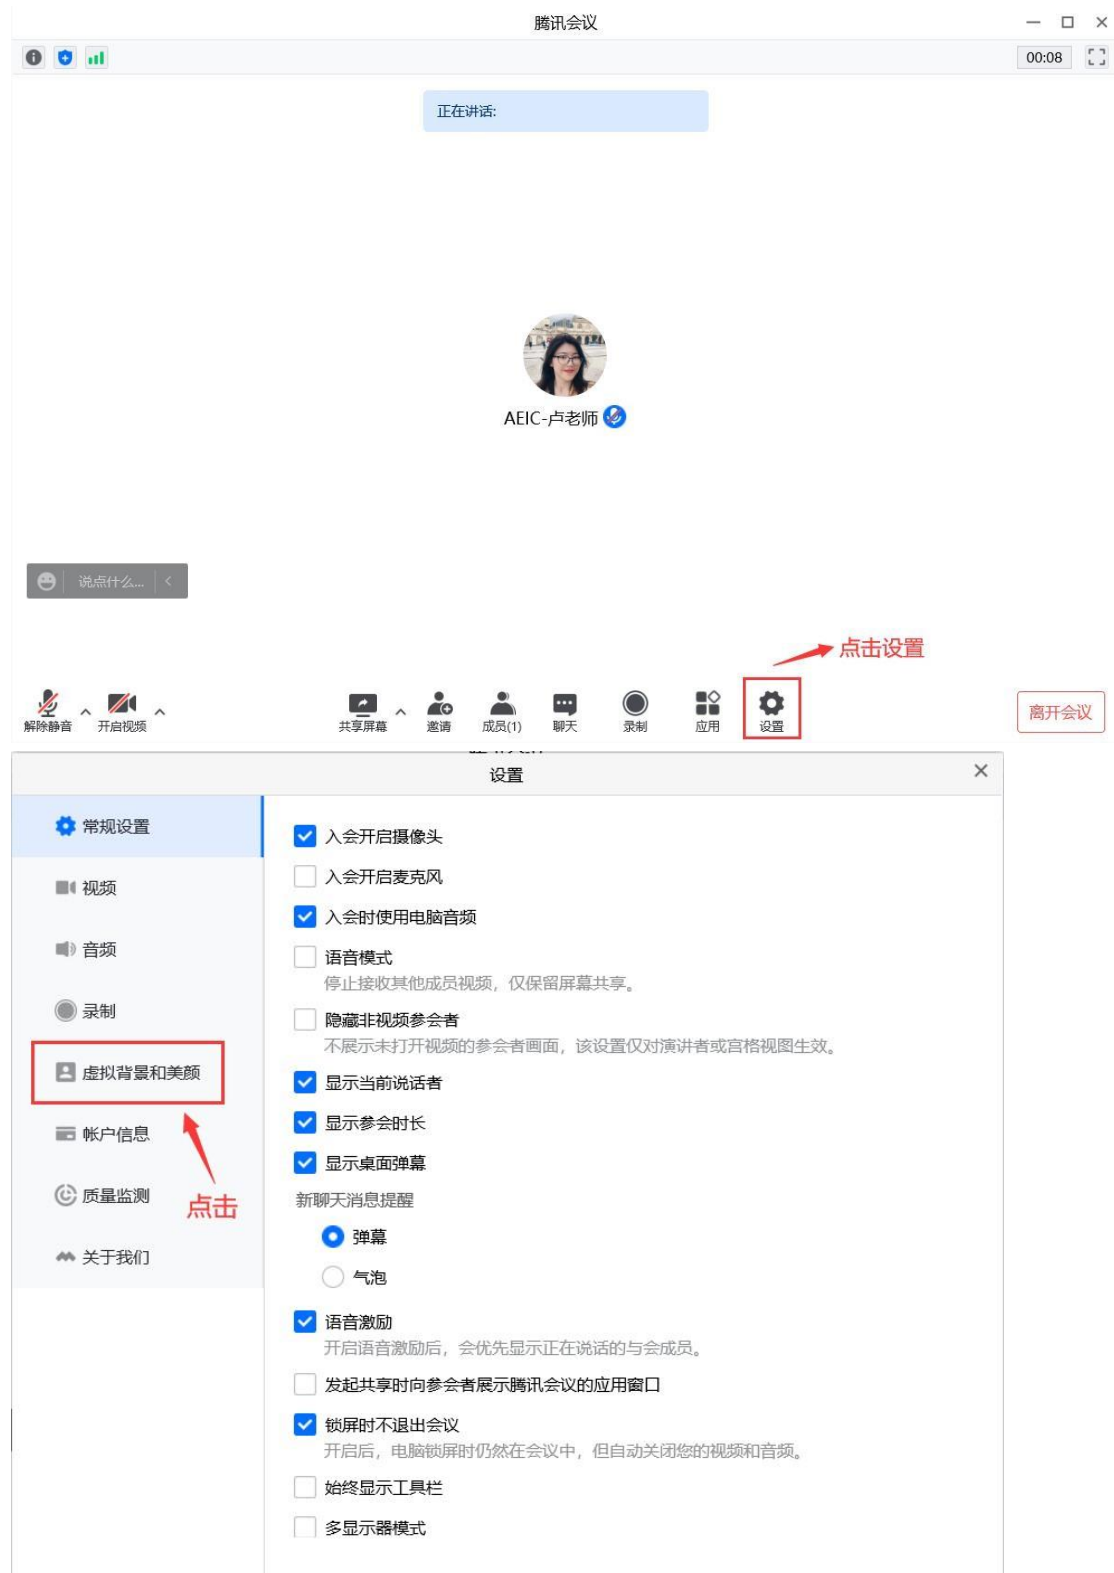 腾讯会议
00:08
正在讲话:
AEIC-卢老师
说点什么...
点击设置
解除静音 开启视频 共享屏幕 邀请 成员(1) 聊天 录制 应用 设置 离开会议
设置
常规设置
视频
音频
录制
虚拟背景和美颜
帐户信息
质量监测
关于我们
点击
入会开启摄像头
入会开启麦克风
入会时使用电脑音频
语音模式
停止接收其他成员视频，仅保留屏幕共享。
隐藏非视频参会者
不展示未打开视频的参会者画面，该设置仅对演讲者或宫格视图生效。
显示当前说话者
显示参会时长
显示桌面弹幕
新聊天消息提醒
弹幕
气泡
语音激励
开启语音激励后，会优先显示正在说话的与会成员。
发起共享时向参会者展示腾讯会议的应用窗口
锁屏时不退出会议
开启后，电脑锁屏时仍然在会议中，但自动关闭您的视频和音频。
始终显示工具栏
多显示器模式